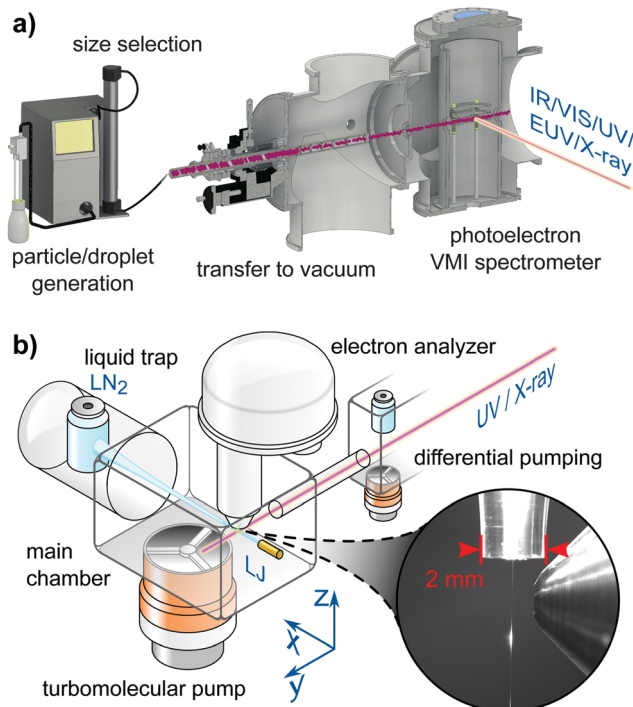 a)
size selection
IR/VIS/UV/
EUV/X-ray
particle/droplet
generation
transfer to vacuum
photoelectron
VMI spectrometer
b)
liquid trap
LN2
electron analyzer
UV / X-ray
differential pumping
main
chamber
LJ
2 mm
z
x
y
turbomolecular pump